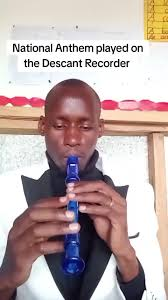 National Anthem played on
the Descant Recorder